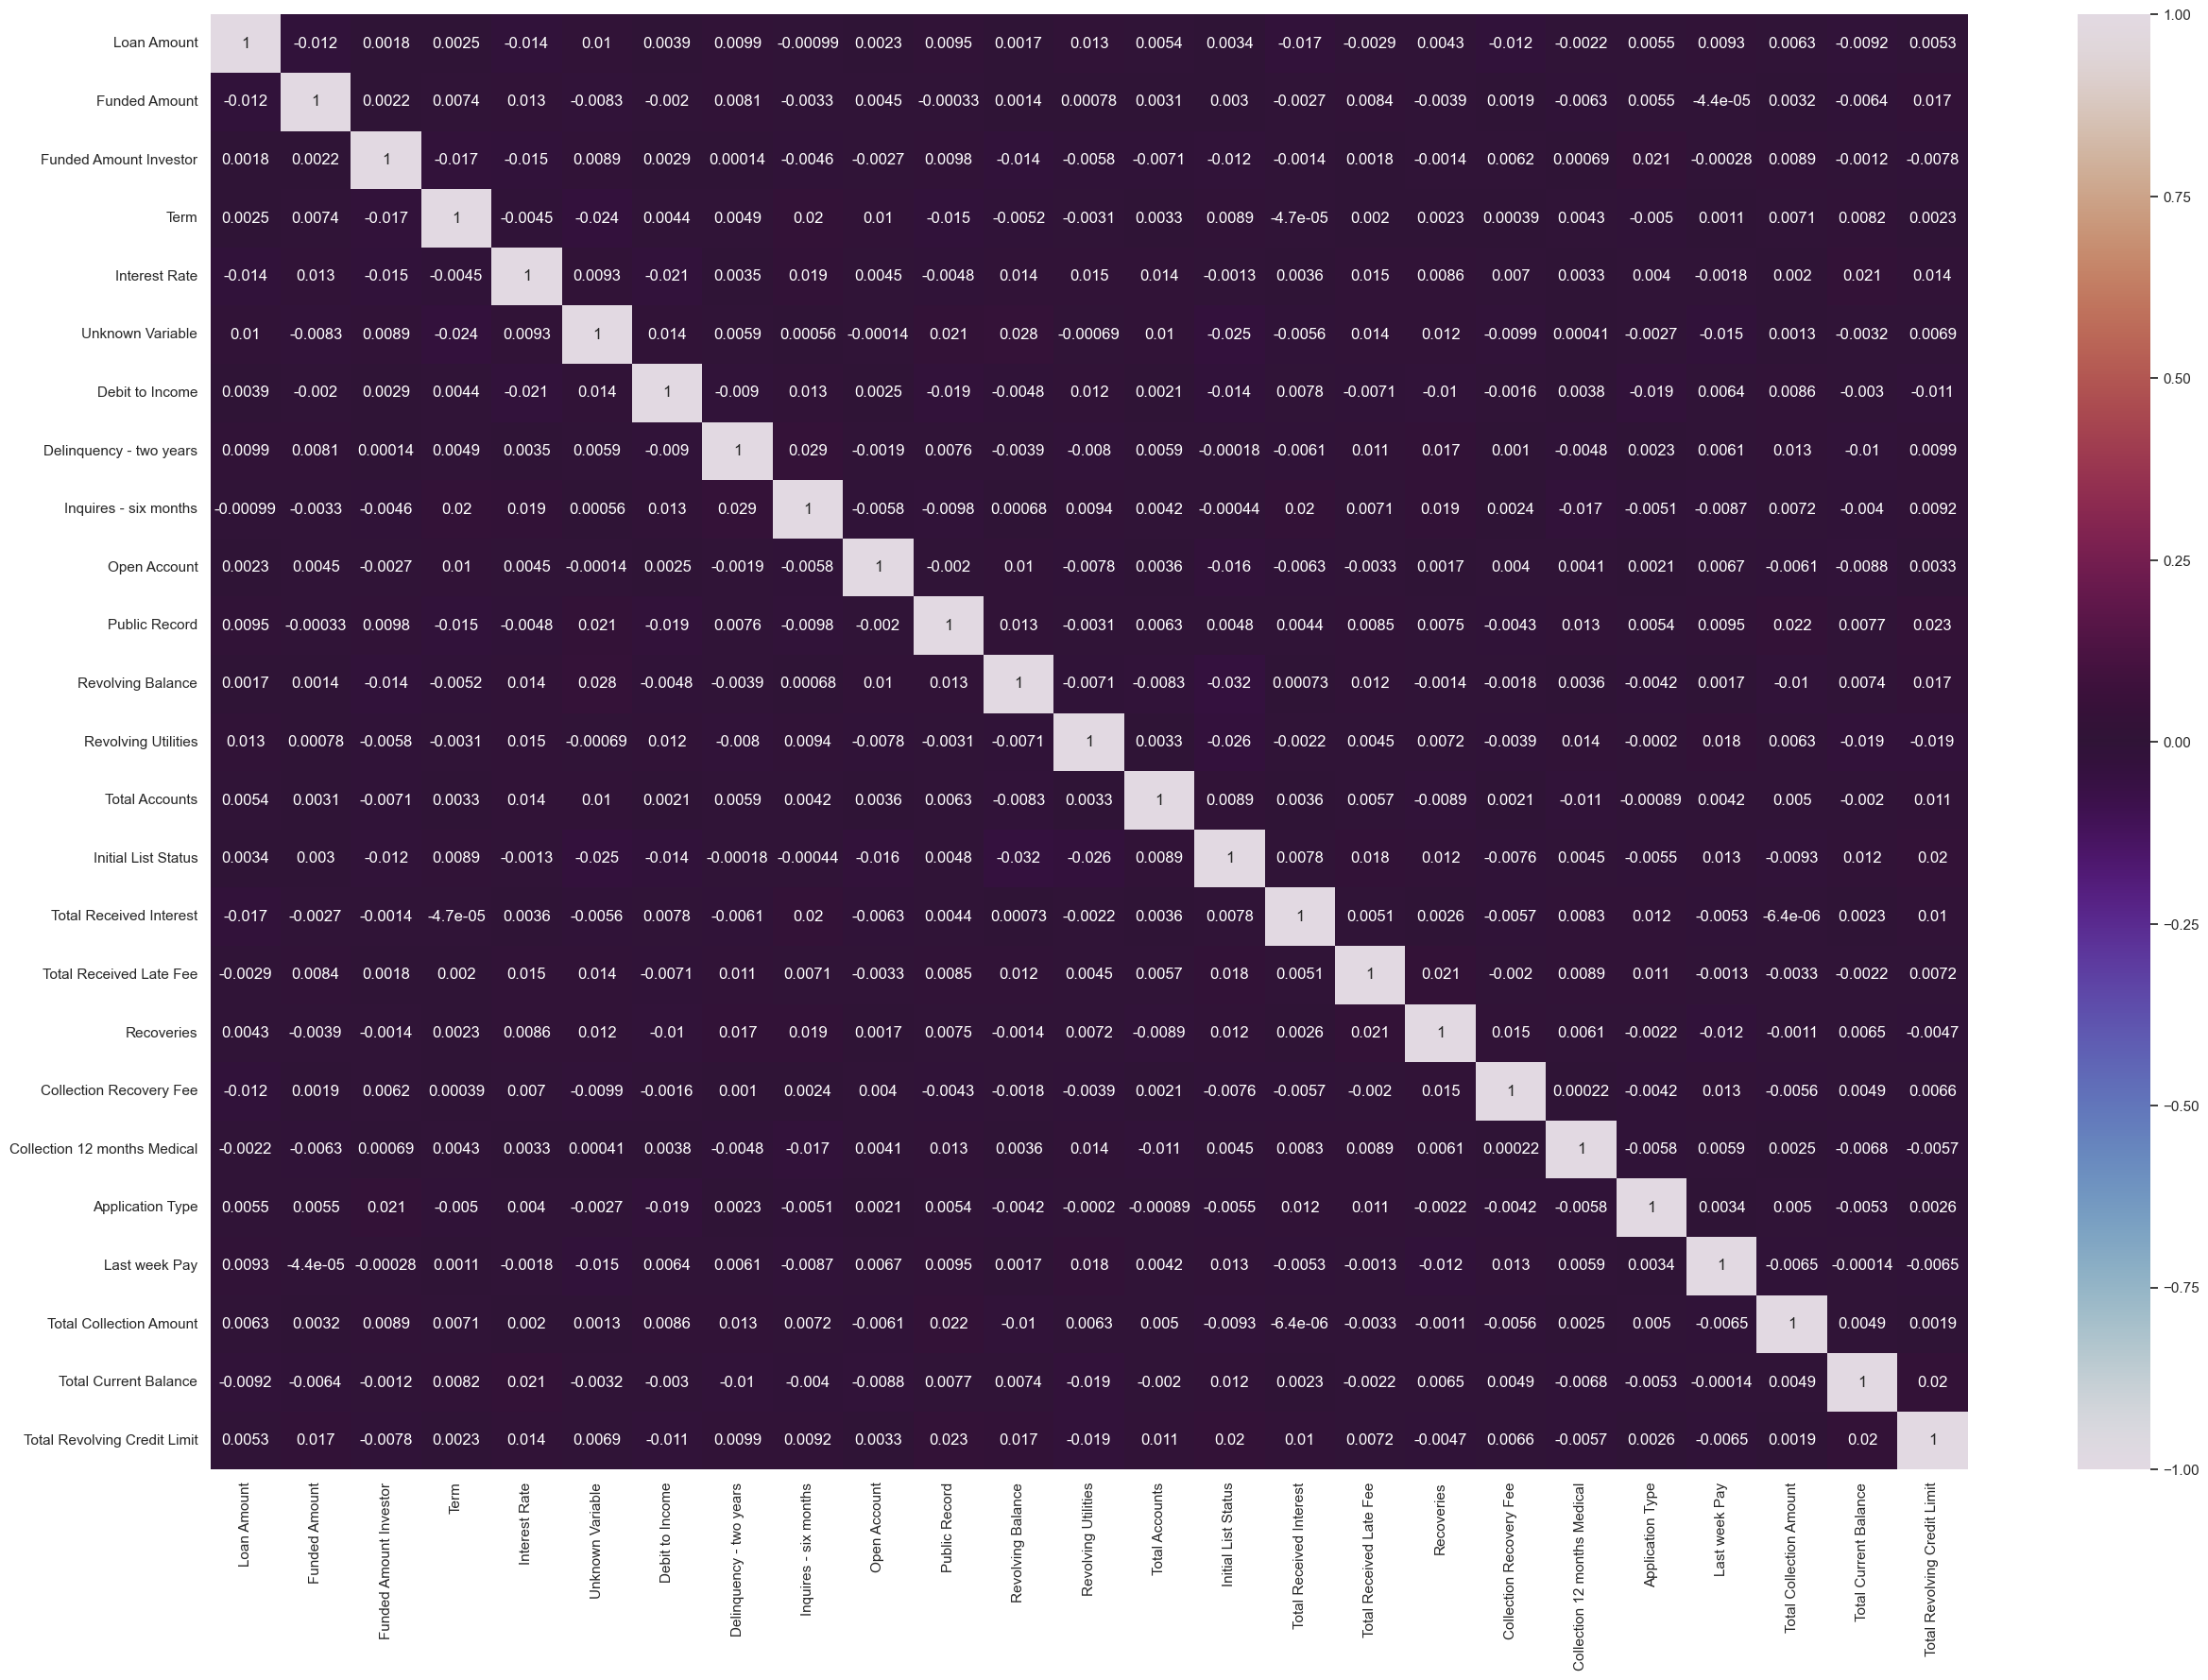 Loan Amount 1 -0.012 0.0018 0.0025 -0.014 0.01 0.0039 0.0099 -0.00099 0.0023 0.0095 0.0017 0.013 0.0054 0.0034 -0.017 -0.0029 0.0043 -0.012 -0.0022 0.0055 0.0093 0.0063 -0.0092 0.0053
Funded Amount -0.012 1 0.0022 0.0074 0.013 -0.0083 -0.002 0.0081 -0.0033 0.0045 -0.00033 0.0014 0.00078 0.0031 0.003 -0.0027 0.0084 -0.0039 0.0019 -0.0063 0.0055 -4.4e-05 0.0032 -0.0064 0.017
Funded Amount Investor 0.0018 0.0022 1 -0.017 -0.015 0.0089 0.0029 0.00014 -0.0046 -0.0027 0.0098 -0.014 -0.0058 -0.0071 -0.012 -0.0014 0.0018 -0.0014 0.0062 0.00069 0.021 -0.00028 0.0089 -0.0012 -0.0078
Term 0.0025 0.0074 -0.017 1 -0.0045 -0.024 0.0044 0.0049 0.02 0.01 -0.015 -0.0052 -0.0031 0.0033 0.0089 -4.7e-05 0.002 0.0023 0.00039 0.0043 -0.005 0.0011 0.0071 0.0082 0.0023
Interest Rate -0.014 0.013 -0.015 -0.0045 1 0.0093 -0.021 0.0035 0.019 0.0045 -0.0048 0.014 0.015 0.014 -0.0013 0.0036 0.015 0.0086 0.007 0.0033 0.004 -0.0018 0.002 0.021 0.014
Unknown Variable 0.01 -0.0083 0.0089 -0.024 0.0093 1 0.014 0.0059 0.00056 -0.00014 0.021 0.028 -0.00069 0.01 -0.025 -0.0056 0.014 0.012 -0.0099 0.00041 -0.0027 -0.015 0.0013 -0.0032 0.0069
Debit to Income 0.0039 -0.002 0.0029 0.0044 -0.021 0.014 1 -0.009 0.013 0.0025 -0.019 -0.0048 0.012 0.0021 -0.014 0.0078 -0.0071 -0.01 -0.0016 0.0038 -0.019 0.0064 0.0086 -0.003 -0.011
Delinquency - two years 0.0099 0.0081 0.00014 0.0049 0.0035 0.0059 -0.009 1 0.029 -0.0019 0.0076 -0.0039 -0.008 0.0059 -0.00018 -0.0061 0.011 0.017 0.001 -0.0048 0.0023 0.0061 0.013 -0.01 0.0099
Inquires - six months -0.00099 -0.0033 -0.0046 0.02 0.019 0.00056 0.013 0.029 1 -0.0058 -0.0098 0.00068 0.0094 0.0042 -0.00044 0.02 0.0071 0.019 0.0024 -0.017 -0.0051 -0.0087 0.0072 -0.004 0.0092
Open Account 0.0023 0.0045 -0.0027 0.01 0.0045 -0.00014 0.0025 -0.0019 -0.0058 1 -0.002 0.01 -0.0078 0.0036 -0.016 -0.0063 -0.0033 0.0017 0.004 0.0041 0.0021 0.0067 -0.0061 -0.0088 0.0033
Public Record 0.0095 -0.00033 0.0098 -0.015 -0.0048 0.021 -0.019 0.0076 -0.0098 -0.002 1 0.013 -0.0031 0.0063 0.0048 0.0044 0.0085 0.0075 -0.0043 0.013 0.0054 0.0095 0.022 0.0077 0.023
Revolving Balance 0.0017 0.0014 -0.014 -0.0052 0.014 0.028 -0.0048 -0.0039 0.00068 0.01 0.013 1 -0.0071 -0.0083 -0.032 0.00073 0.012 -0.0014 -0.0018 0.0036 -0.0042 0.0017 -0.01 0.0074 0.017
Revolving Utilities 0.013 0.00078 -0.0058 -0.0031 0.015 -0.00069 0.012 -0.008 0.0094 -0.0078 -0.0031 -0.0071 1 0.0033 -0.026 -0.0022 0.0045 0.0072 -0.0039 0.014 -0.0002 0.018 0.0063 -0.019 -0.019
Total Accounts 0.0054 0.0031 -0.0071 0.0033 0.014 0.01 0.0021 0.0059 0.0042 0.0036 0.0063 -0.0083 0.0033 1 0.0089 0.0036 0.0057 -0.0089 0.0021 -0.011 -0.00089 0.0042 0.005 -0.002 0.011
Initial List Status 0.0034 0.003 -0.012 0.0089 -0.0013 -0.025 -0.014 -0.00018 -0.00044 -0.016 0.0048 -0.032 -0.026 0.0089 1 0.0078 0.018 0.012 -0.0076 0.0045 -0.0055 0.013 -0.0093 0.012 0.02
Total Received Interest -0.017 -0.0027 -0.0014 -4.7e-05 0.0036 -0.0056 0.0078 -0.0061 0.02 -0.0063 0.0044 0.00073 -0.0022 0.0036 0.0078 1 0.0051 0.0026 -0.0057 0.0083 0.012 -0.0053 -6.4e-06 0.0023 0.01
Total Received Late Fee -0.0029 0.0084 0.0018 0.002 0.015 0.014 -0.0071 0.011 0.0071 -0.0033 0.0085 0.012 0.0045 0.0057 0.018 0.0051 1 0.021 -0.002 0.0089 0.011 -0.0013 -0.0033 -0.0022 0.0072
Recoveries 0.0043 -0.0039 -0.0014 0.0023 0.0086 0.012 -0.01 0.017 0.019 0.0017 0.0075 -0.0014 0.0072 -0.0089 0.012 0.0026 0.021 1 0.015 0.0061 -0.0022 -0.012 -0.0011 0.0065 -0.0047
Collection Recovery Fee -0.012 0.0019 0.0062 0.00039 0.007 -0.0099 -0.0016 0.001 0.0024 0.004 -0.0043 -0.0018 -0.0039 0.0021 -0.0076 -0.0057 -0.002 0.015 1 0.00022 -0.0042 0.013 -0.0056 0.0049 0.0066
Collection 12 months Medical -0.0022 -0.0063 0.00069 0.0043 0.0033 0.00041 0.0038 -0.0048 -0.017 0.0041 0.013 0.0036 0.014 -0.011 0.0045 0.0083 0.0089 0.0061 0.00022 1 -0.0058 0.0059 0.0025 -0.0068 -0.0057
Application Type 0.0055 0.0055 0.021 -0.005 0.004 -0.0027 -0.019 0.0023 -0.0051 0.0021 0.0054 -0.0042 -0.0002 -0.00089 -0.0055 0.012 0.011 -0.0022 -0.0042 -0.0058 1 0.0034 0.005 -0.0053 0.0026
Last week Pay 0.0093 -4.4e-05 -0.00028 0.0011 -0.0018 -0.015 0.0064 0.0061 -0.0087 0.0067 0.0095 0.0017 0.018 0.0042 0.013 -0.0053 -0.0013 -0.012 0.013 0.0059 0.0034 1 -0.0065 -0.00014 -0.0065
Total Collection Amount 0.0063 0.0032 0.0089 0.0071 0.002 0.0013 0.0086 0.013 0.0072 -0.0061 0.022 -0.01 0.0063 0.005 -0.0093 -6.4e-06 -0.0033 -0.0011 -0.0056 0.0025 0.005 -0.0065 1 0.0049 0.0019
Total Current Balance -0.0092 -0.0064 -0.0012 0.0082 0.021 -0.0032 -0.003 -0.01 -0.004 -0.0088 0.0077 0.0074 -0.019 -0.002 0.012 0.0023 -0.0022 0.0065 0.0049 -0.0068 -0.0053 -0.00014 0.0049 1 0.02
Total Revolving Credit Limit 0.0053 0.017 -0.0078 0.0023 0.014 0.0069 -0.011 0.0099 0.0092 0.0033 0.023 0.017 -0.019 0.011 0.02 0.01 0.0072 -0.0047 0.0066 -0.0057 0.0026 -0.0065 0.0019 0.02 1
Loan Amount
Funded Amount
Funded Amount Investor
Term
Interest Rate
Unknown Variable
Debit to Income
Delinquency - two years
Inquires - six months
Open Account
Public Record
Revolving Balance
Revolving Utilities
Total Accounts
Initial List Status
Total Received Interest
Total Received Late Fee
Recoveries
Collection Recovery Fee
Collection 12 months Medical
Application Type
Last week Pay
Total Collection Amount
Total Current Balance
Total Revolving Credit Limit
1.00
0.75
0.50
0.25
0.00
−0.25
−0.50
−0.75
−1.00